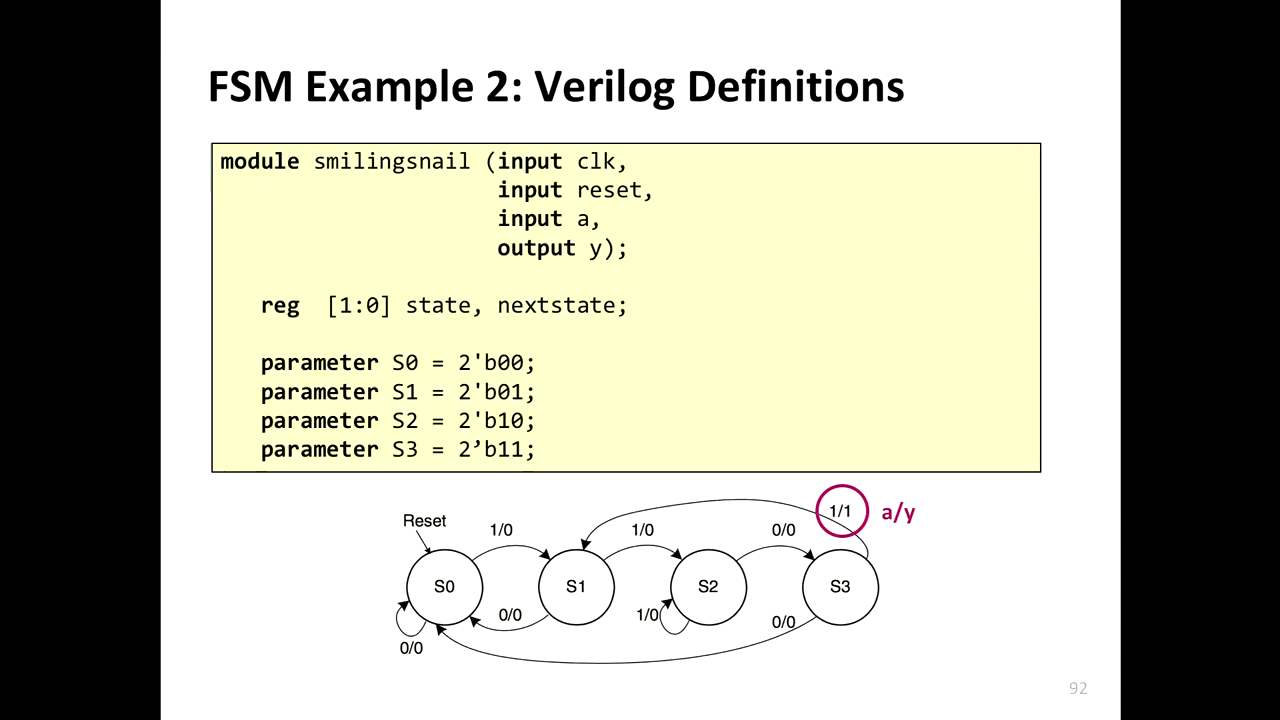 FSM Example 2: Verilog Definitions
module smilingsnail (input clk,
input reset,
input a,
output y);
reg [1:0] state, nextstate;
parameter S0 = 2'b00;
parameter S1 = 2'b01;
parameter S2 = 2'b10;
parameter S3 = 2’b11;
1/1 a/y
Reset
1/0 1/0 0/0
S0 S1 S2 S3
0/0 1/0 0/0
0/0
92